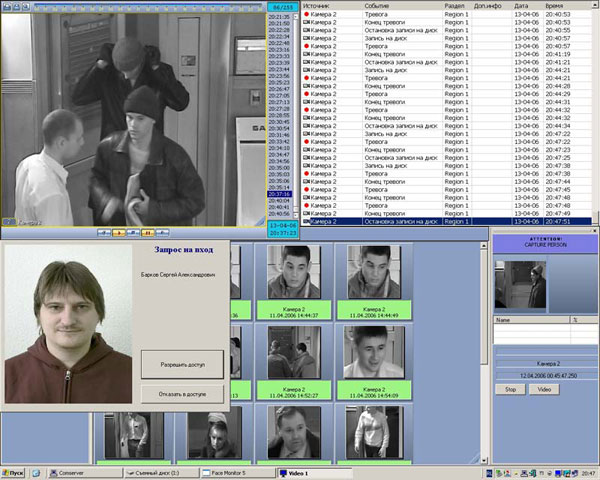 86/255
20:21:35
20:21:50
20:22:28
20:22:34
20:22:48
20:23:16
20:23:39
20:23:44
20:23:56
20:25:23
20:26:57
20:27:05
20:27:13
20:27:28
20:28:55
20:30:45
20:30:54
20:31:46
20:33:42
20:34:10
20:34:47
20:35:05
20:35:14
20:37:16
20:40:04
20:40:41
20:40:56
13-04-06
20:37:23
Камера 2
Источник Событие Раздел Доп.инфо Дата Время
Камера 2 Тревога Region 1 13-04-06 20:40:53
Камера 2 Конец тревоги Region 1 13-04-06 20:40:55
Камера 2 Остановка записи на диск Region 1 13-04-06 20:40:56
Камера 2 Запись на диск Region 1 13-04-06 20:40:57
Камера 2 Тревога Region 1 13-04-06 20:40:57
Камера 2 Конец тревоги Region 1 13-04-06 20:41:19
Камера 2 Остановка записи на диск Region 1 13-04-06 20:41:21
Камера 2 Запись на диск Region 1 13-04-06 20:44:21
Камера 2 Тревога Region 1 13-04-06 20:44:21
Камера 2 Конец тревоги Region 1 13-04-06 20:44:28
Камера 2 Тревога Region 1 13-04-06 20:44:29
Камера 2 Конец тревоги Region 1 13-04-06 20:44:31
Камера 2 Тревога Region 1 13-04-06 20:44:32
Камера 2 Конец тревоги Region 1 13-04-06 20:44:33
Камера 2 Остановка записи на диск Region 1 13-04-06 20:44:34
Камера 2 Тревога Region 1 13-04-06 20:47:22
Камера 2 Запись на диск Region 1 13-04-06 20:47:22
Камера 2 Конец тревоги Region 1 13-04-06 20:47:23
Камера 2 Остановка записи на диск Region 1 13-04-06 20:47:25
Камера 2 Запись на диск Region 1 13-04-06 20:47:38
Камера 2 Тревога Region 1 13-04-06 20:47:38
Камера 2 Конец тревоги Region 1 13-04-06 20:47:45
Камера 2 Тревога Region 1 13-04-06 20:47:45
Камера 2 Конец тревоги Region 1 13-04-06 20:47:48
Камера 2 Тревога Region 1 13-04-06 20:47:49
Камера 2 Конец тревоги Region 1 13-04-06 20:47:50
Камера 2 Остановка записи на диск Region 1 13-04-06 20:47:51
Запрос на вход
Барков Сергей Александрович
Разрешить доступ
Отказать в доступе
Камера 2
11.04.2006 14:44:37
Камера 2
11.04.2006 14:44:49
Камера 2
11.04.2006 14:52:27
Камера 2
11.04.2006 14:54:09
ATTENTION!
CAPTURE PERSON
Name %
Камера 2
12.04.2006 00:45:47.250
Stop Video
Пуск Conserver Съемный диск (I:) Face Monitor 5 Video 1 20:47